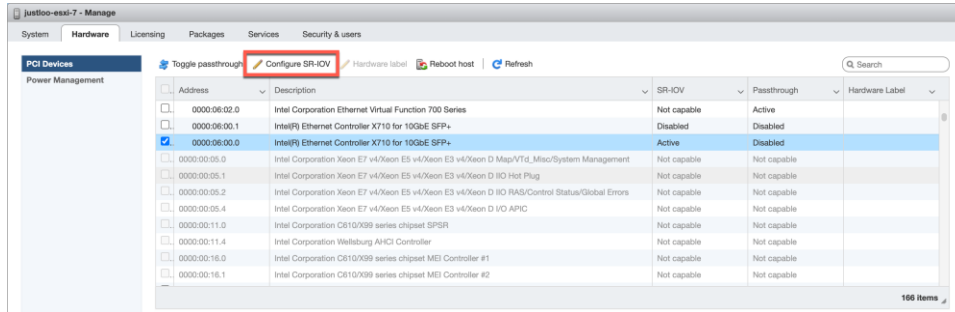 justloo-esxi-7 - Manage
System Hardware Licensing Packages Services Security & users
PCI Devices
Power Management
Toggle passthrough Configure SR-IOV Hardware label Reboot host Refresh Search
Address Description SR-IOV Passthrough Hardware Label
0000:06:02.0 Intel Corporation Ethernet Virtual Function 700 Series Not capable Active
0000:06:00.1 Intel(R) Ethernet Controller X710 for 10GbE SFP+ Disabled Disabled
0000:06:00.0 Intel(R) Ethernet Controller X710 for 10GbE SFP+ Active Disabled
0000:00:05.0 Intel Corporation Xeon E7 v4/Xeon E5 v4/Xeon E3 v4/Xeon D Map/VTd_Misc/System Management Not capable Not capable
0000:00:05.1 Intel Corporation Xeon E7 v4/Xeon E5 v4/Xeon E3 v4/Xeon D IIO Hot Plug Not capable Not capable
0000:00:05.2 Intel Corporation Xeon E7 v4/Xeon E5 v4/Xeon E3 v4/Xeon D IIO RAS/Control Status/Global Errors Not capable Not capable
0000:00:05.4 Intel Corporation Xeon E7 v4/Xeon E5 v4/Xeon E3 v4/Xeon D I/O APIC Not capable Not capable
0000:00:11.0 Intel Corporation C610/X99 series chipset SPSR Not capable Not capable
0000:00:11.4 Intel Corporation Wellsburg AHCI Controller Not capable Not capable
0000:00:16.0 Intel Corporation C610/X99 series chipset MEI Controller #1 Not capable Not capable
0000:00:16.1 Intel Corporation C610/X99 series chipset MEI Controller #2 Not capable Not capable
166 items